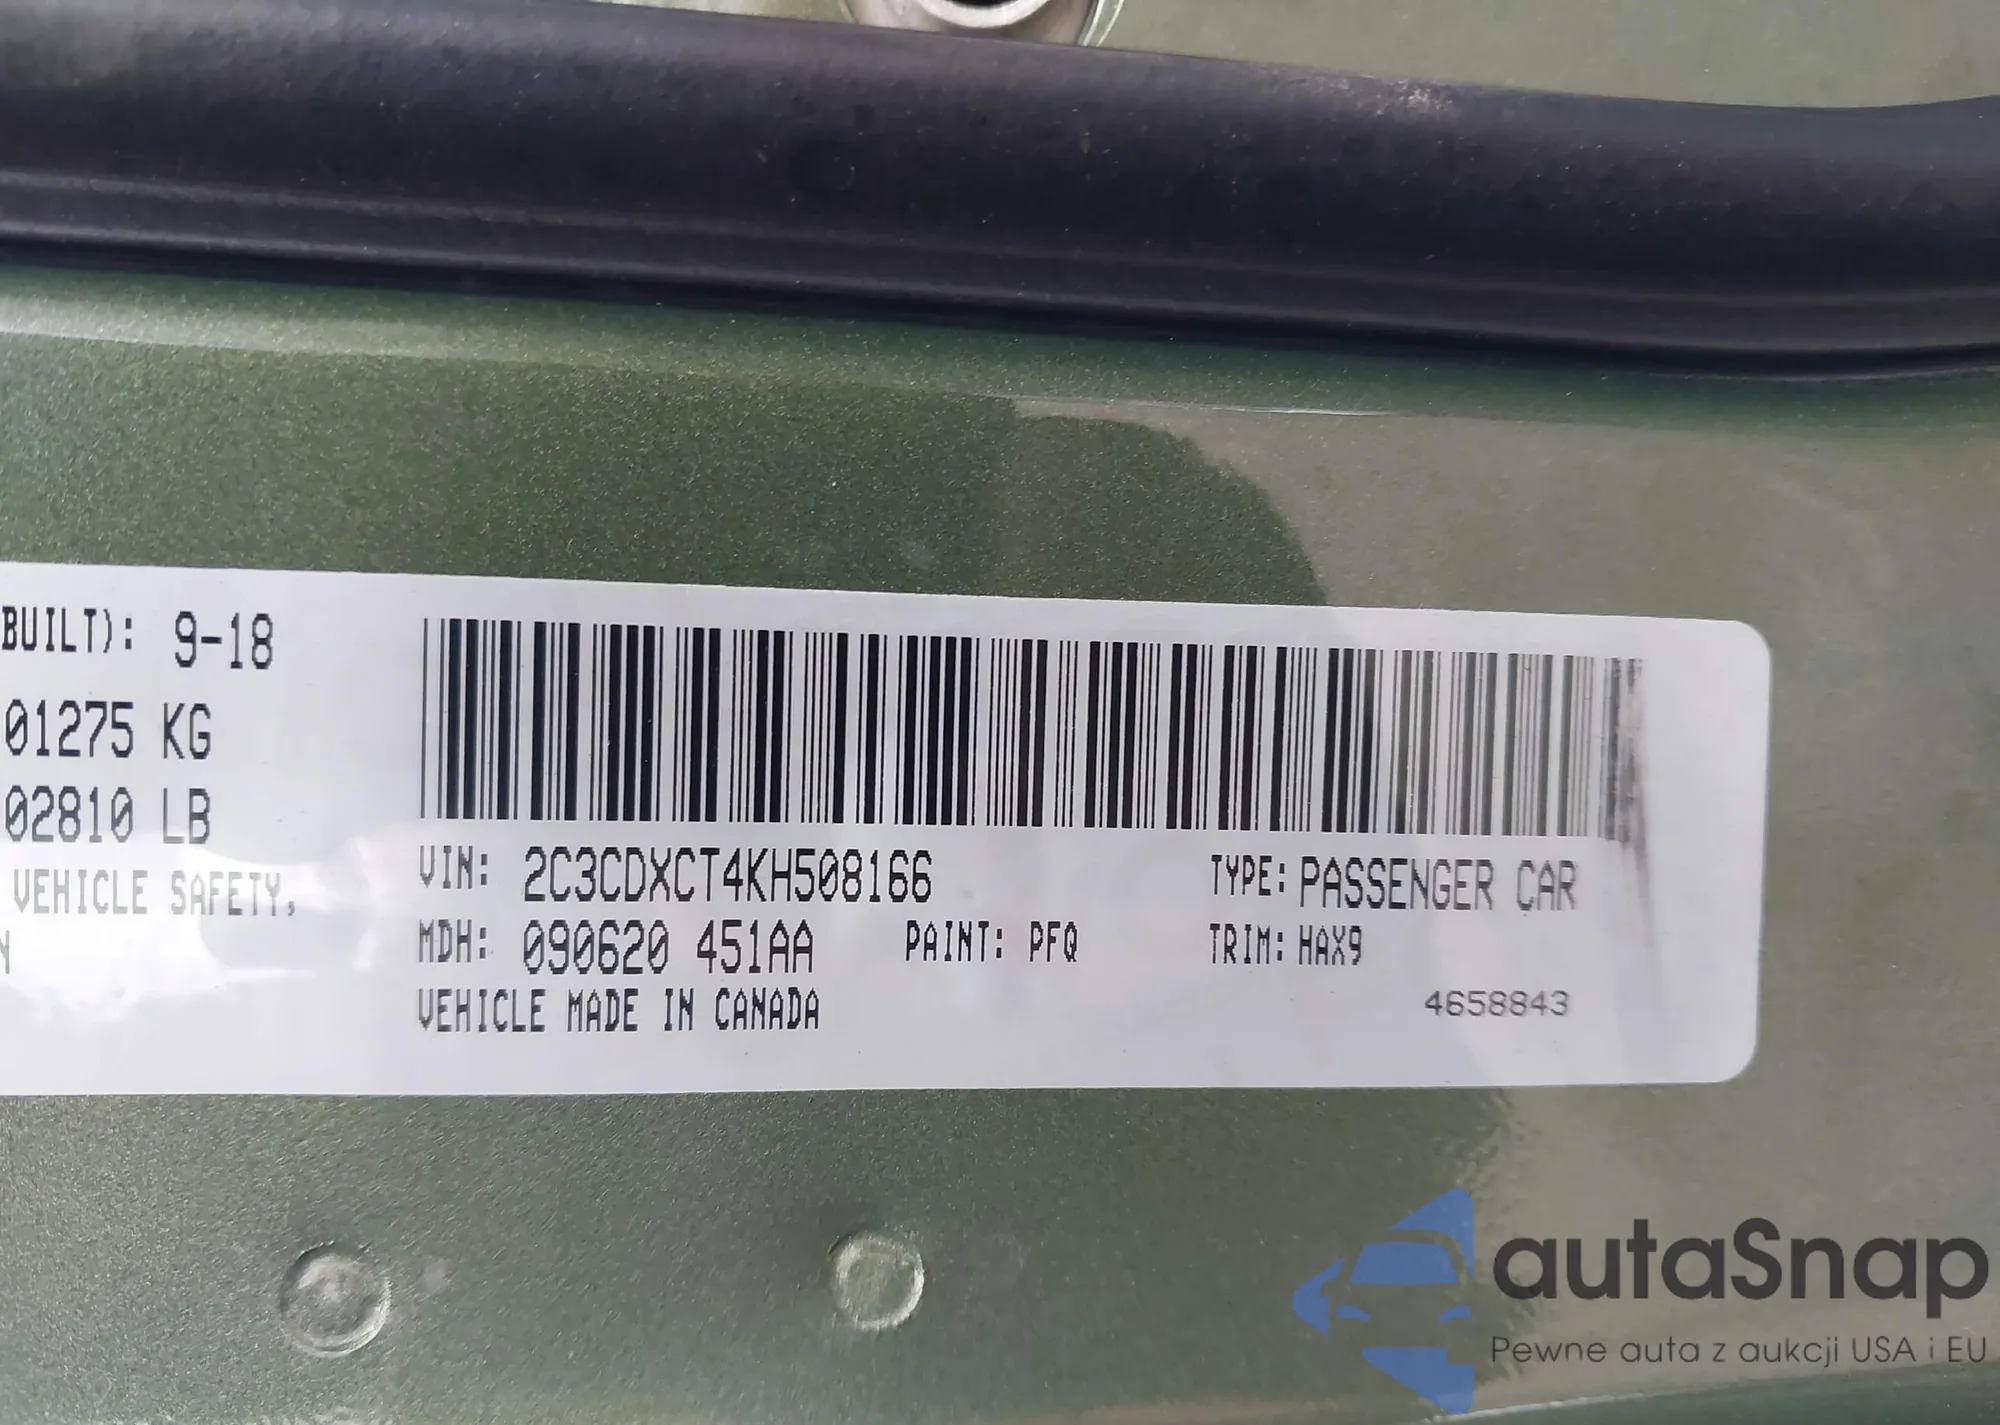 BUILT): 9-18
01275 KG
02810 LB
VEHICLE SAFETY,
N
VIN: 2C3CDXCT4KH508166 TYPE: PASSENGER CAR
MDH: 090620 451AA PAINT: PFQ TRIM: HAX9
VEHICLE MADE IN CANADA
4658843
autaSnap
Pewne auta z aukcji USA i EU